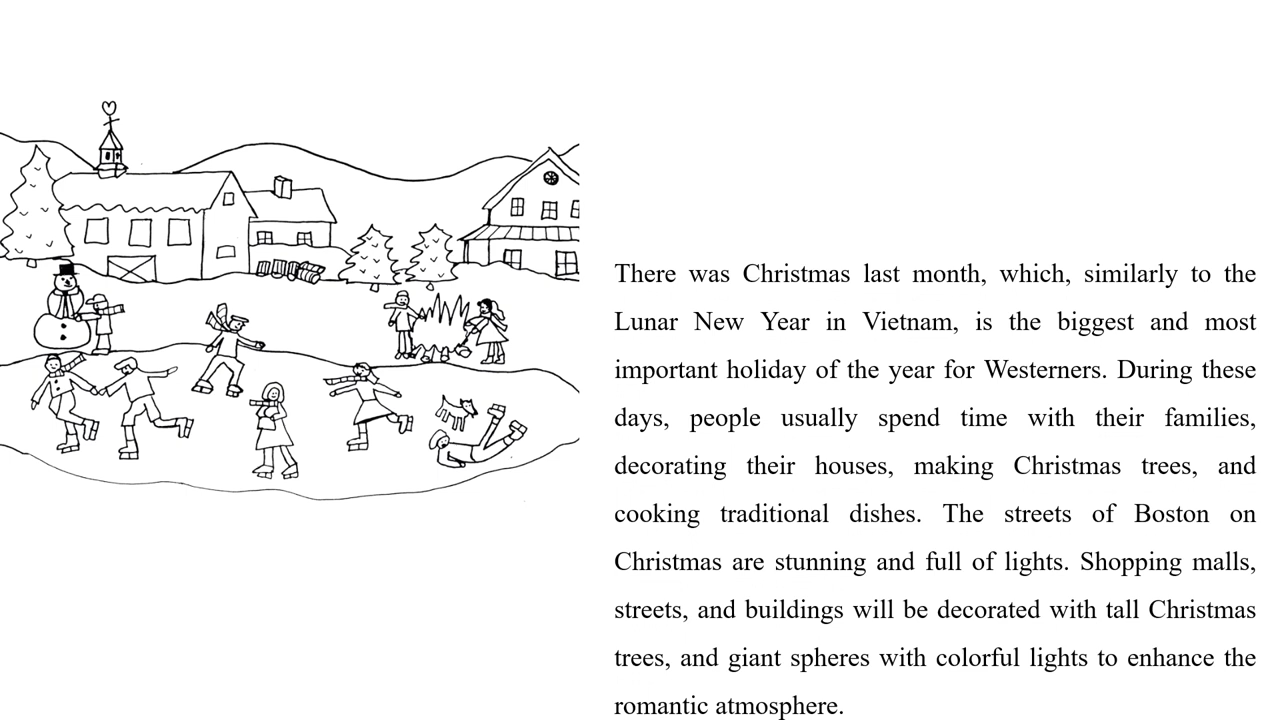 There was Christmas last month, which, similarly to the
Lunar New Year in Vietnam, is the biggest and most
important holiday of the year for Westerners. During these
days, people usually spend time with their families,
decorating their houses, making Christmas trees, and
cooking traditional dishes. The streets of Boston on
Christmas are stunning and full of lights. Shopping malls,
streets, and buildings will be decorated with tall Christmas
trees, and giant spheres with colorful lights to enhance the
romantic atmosphere.